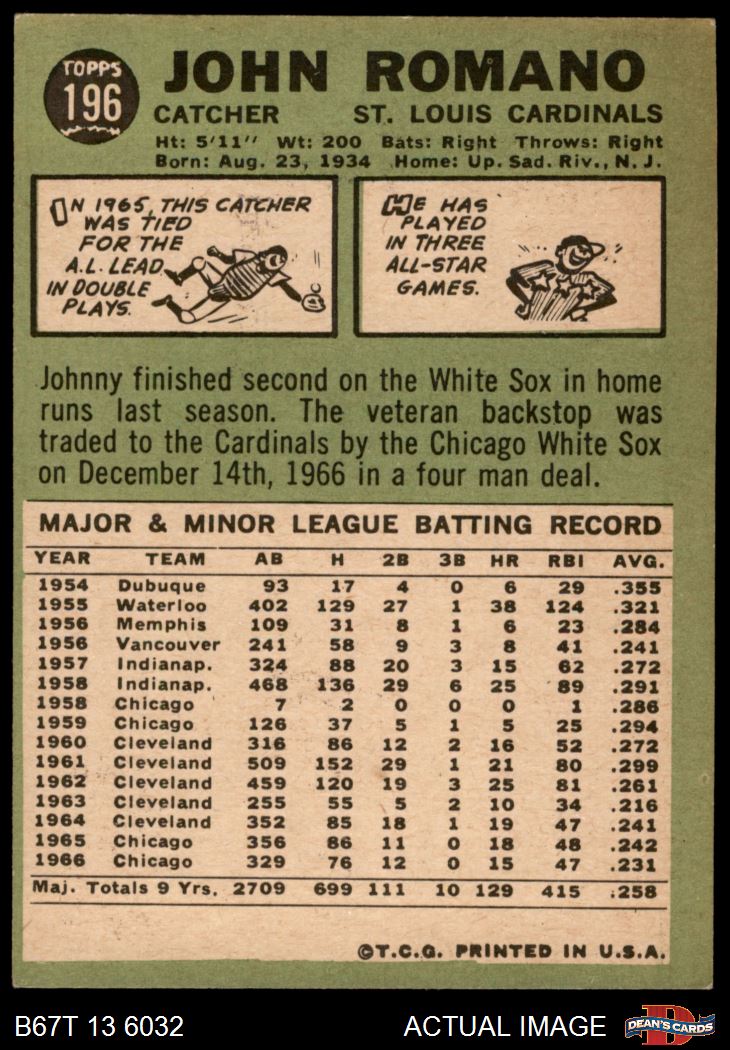 TOPPS
196
JOHN ROMANO
CATCHER ST. LOUIS CARDINALS
Ht: 5'11" Wt: 200 Bats: Right Throws: Right
Born: Aug. 23, 1934 Home: Up. Sad. Riv., N. J.
IN 1965, THIS CATCHER
WAS TIED
FOR THE
A.L. LEAD
IN DOUBLE
PLAYS.
HE HAS
PLAYED
IN THREE
ALL-STAR
GAMES.
Johnny finished second on the White Sox in home
runs last season. The veteran backstop was
traded to the Cardinals by the Chicago White Sox
on December 14th, 1966 in a four man deal.
MAJOR & MINOR LEAGUE BATTING RECORD
YEAR TEAM AB H 2B 3B HR RBI AVG.
1954 Dubuque 93 17 4 0 6 29 .355
1955 Waterloo 402 129 27 1 38 124 .321
1956 Memphis 109 31 8 1 6 23 .284
1956 Vancouver 241 58 9 3 8 41 .241
1957 Indianap. 324 88 20 3 15 62 .272
1958 Indianap. 468 136 29 6 25 89 .291
1958 Chicago 7 2 0 0 0 1 .286
1959 Chicago 126 37 5 1 5 25 .294
1960 Cleveland 316 86 12 2 16 52 .272
1961 Cleveland 509 152 29 1 21 80 .299
1962 Cleveland 459 120 19 3 25 81 .261
1963 Cleveland 255 55 5 2 10 34 .216
1964 Cleveland 352 85 18 1 19 47 .241
1965 Chicago 356 86 11 0 18 48 .242
1966 Chicago 329 76 12 0 15 47 .231
Maj. Totals 9 Yrs. 2709 699 111 10 129 415 .258
©T.C.G. PRINTED IN U.S.A.
B67T 13 6032 ACTUAL IMAGE
D
DEAN'S CARDS